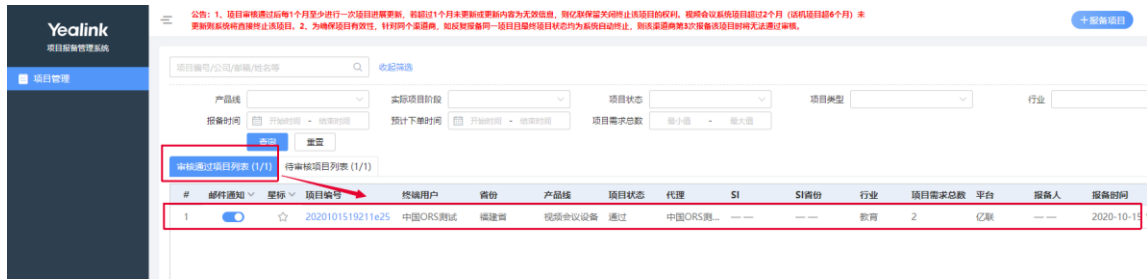 Yealink
项目报备管理系统
项目管理
公告：1、项目审核通过后每1个月至少进行一次项目进展更新，若超过1个月未更新或更新内容为无效信息，则亿联保留关闭终止该项目的权利。视频会议系统项目超过2个月（话机项目超6个月）未
更新则系统将直接终止该项目。2、为确保项目有效性，针对同个渠道商，如反复报备同一项目且最终项目状态均为系统自动终止，则该渠道商第3次报备该项目时将无法通过审核。
+报备项目
项目编号/公司/邮箱/姓名等 收起筛选
产品线 实际项目阶段 项目状态 项目类型 行业
报备时间 开始时间 - 结束时间 预计下单时间 开始时间 - 结束时间 项目需求总数 最小值 - 最大值
查询 重置
审核通过项目列表 (1/1) 待审核项目列表 (1/1)
# 邮件通知 星标 项目编号 终端用户 省份 产品线 项目状态 代理 SI SI省份 行业 项目需求总数 平台 报备人 报备时间
1 2020101519211e25 中国ORS测试 福建省 视频会议设备 通过 中国ORS测... —— —— 教育 2 亿联 —— 2020-10-15